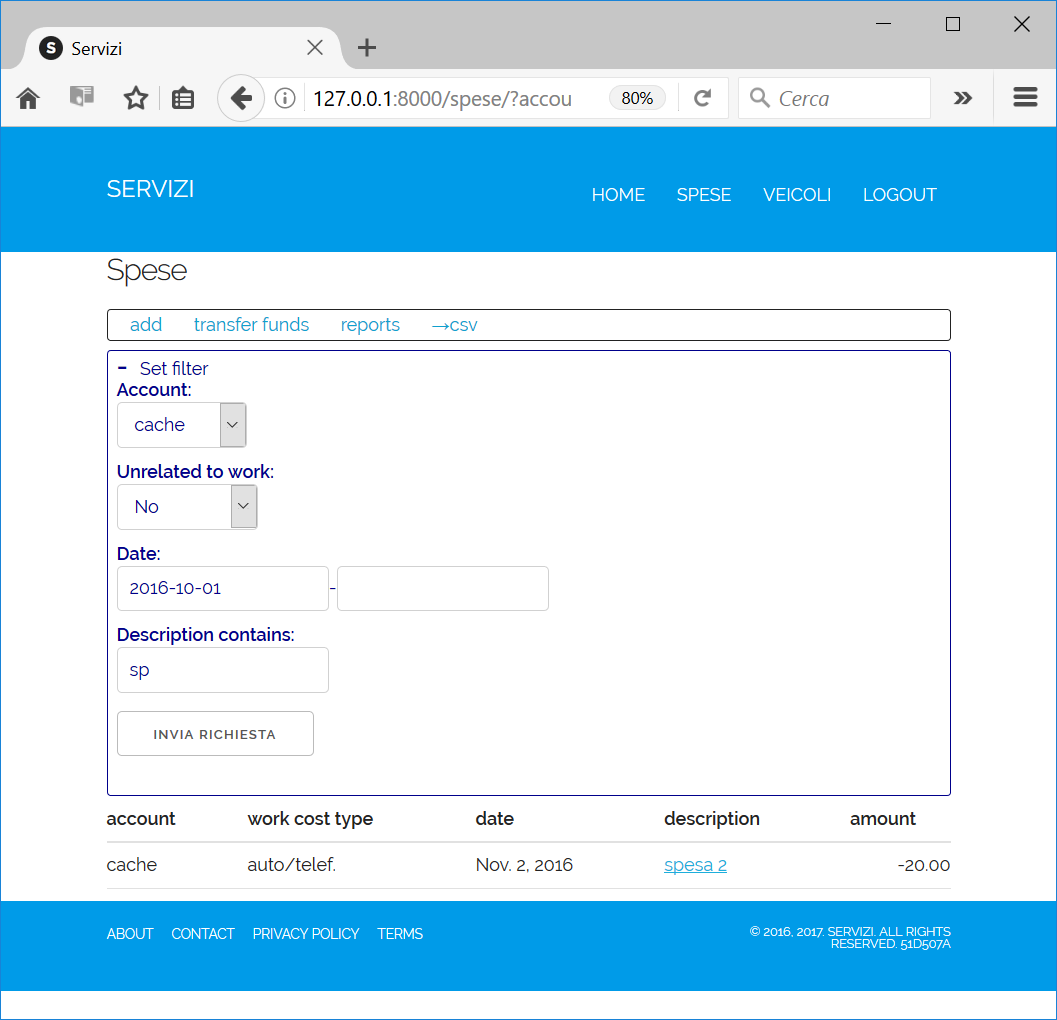 Servizi
127.0.0.1:8000/spese/?accou
80%
Cerca
SERVIZI
HOME SPESE VEICOLI LOGOUT
Spese
add transfer funds reports →csv
- Set filter
Account:
cache
Unrelated to work:
No
Date:
2016-10-01 -
Description contains:
sp
INVIA RICHIESTA
account work cost type date description amount
cache auto/telef. Nov. 2, 2016 spesa 2 -20.00
ABOUT CONTACT PRIVACY POLICY TERMS
© 2016, 2017. SERVIZI. ALL RIGHTS
RESERVED. 51D507A